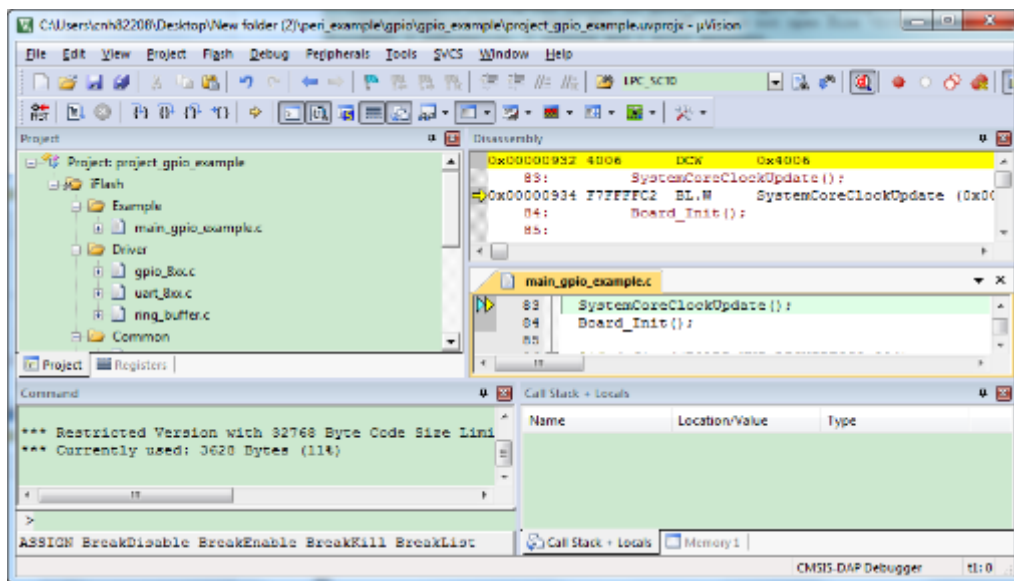 C:\Users\cnh82208\Desktop\New folder (2)\peri_example\gpio\gpio_example\project_gpio_example.uvprojx - µVision
File Edit View Project Flash Debug Peripherals Tools SVCS Window Help
LPC_SCT0
RST
Project
Project: project_gpio_example
iFlash
Example
main_gpio_example.c
Driver
gpio_8xx.c
uart_8xx.c
ring_buffer.c
Common
Project Registers
Disassembly
0x00000932 4006 DCW 0x4006
83: SystemCoreClockUpdate();
0x00000934 F7FFFFC2 BL.W SystemCoreClockUpdate (0x00
84: Board_Init();
85:
main_gpio_example.c
83 SystemCoreClockUpdate();
84 Board_Init();
85
Command
*** Restricted Version with 32768 Byte Code Size Limi
*** Currently used: 3628 Bytes (11%)
>
ASSIGN BreakDisable BreakEnable BreakKill BreakList
Call Stack + Locals
Name Location/Value Type
Call Stack + Locals Memory 1
CMSIS-DAP Debugger t1: 0